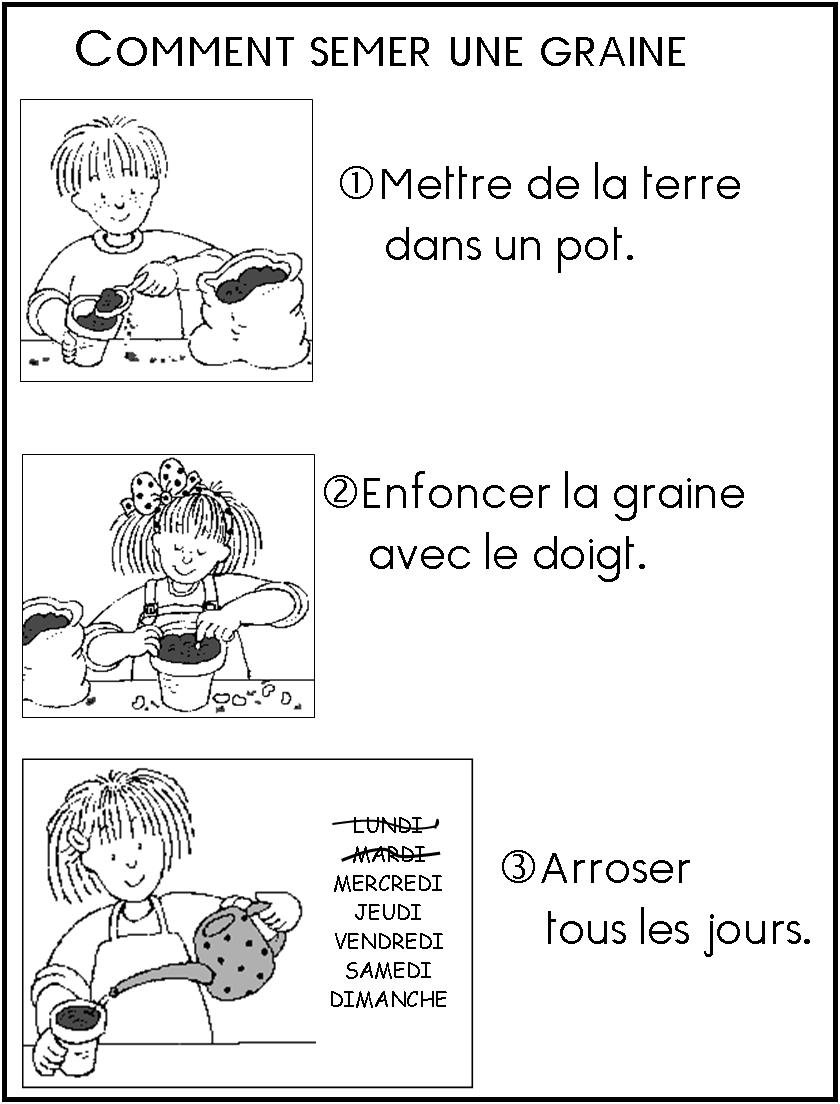 COMMENT SEMER UNE GRAINE
①Mettre de la terre
dans un pot.
②Enfoncer la graine
avec le doigt.
LUNDI
MARDI
MERCREDI
JEUDI
VENDREDI
SAMEDI
DIMANCHE
③Arroser
tous les jours.